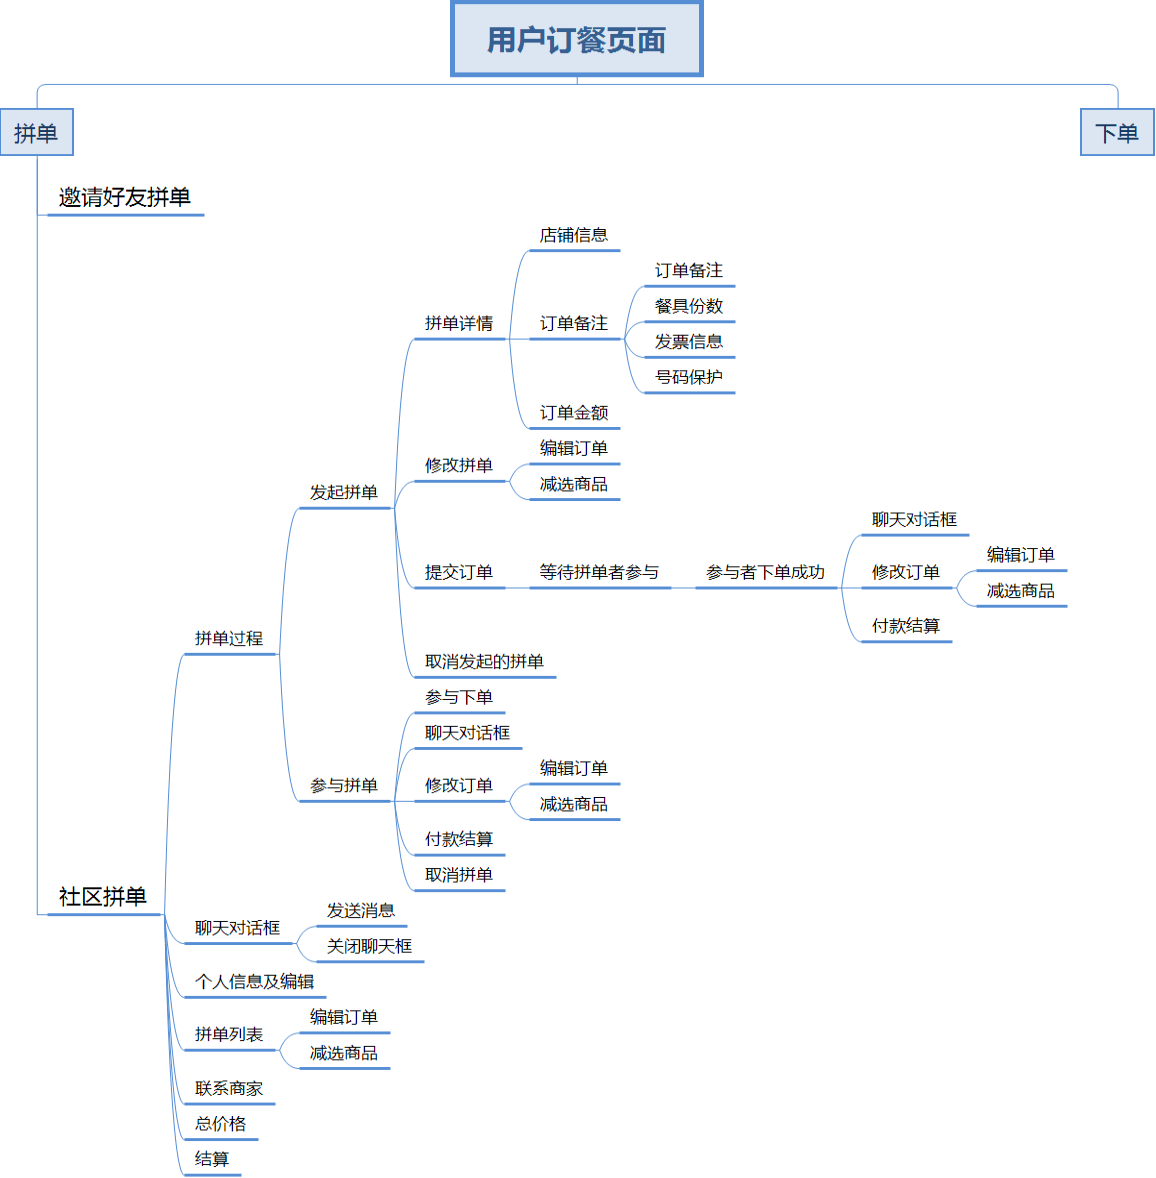 用户订餐页面
拼单
下单
邀请好友拼单
店铺信息
订单备注
餐具份数
拼单详情
订单备注
发票信息
号码保护
订单金额
编辑订单
修改拼单
减选商品
发起拼单
聊天对话框
编辑订单
提交订单
等待拼单者参与
参与者下单成功
修改订单
减选商品
付款结算
拼单过程
取消发起的拼单
参与下单
聊天对话框
编辑订单
参与拼单
修改订单
减选商品
付款结算
取消拼单
社区拼单
发送消息
聊天对话框
关闭聊天框
个人信息及编辑
编辑订单
拼单列表
减选商品
联系商家
总价格
结算